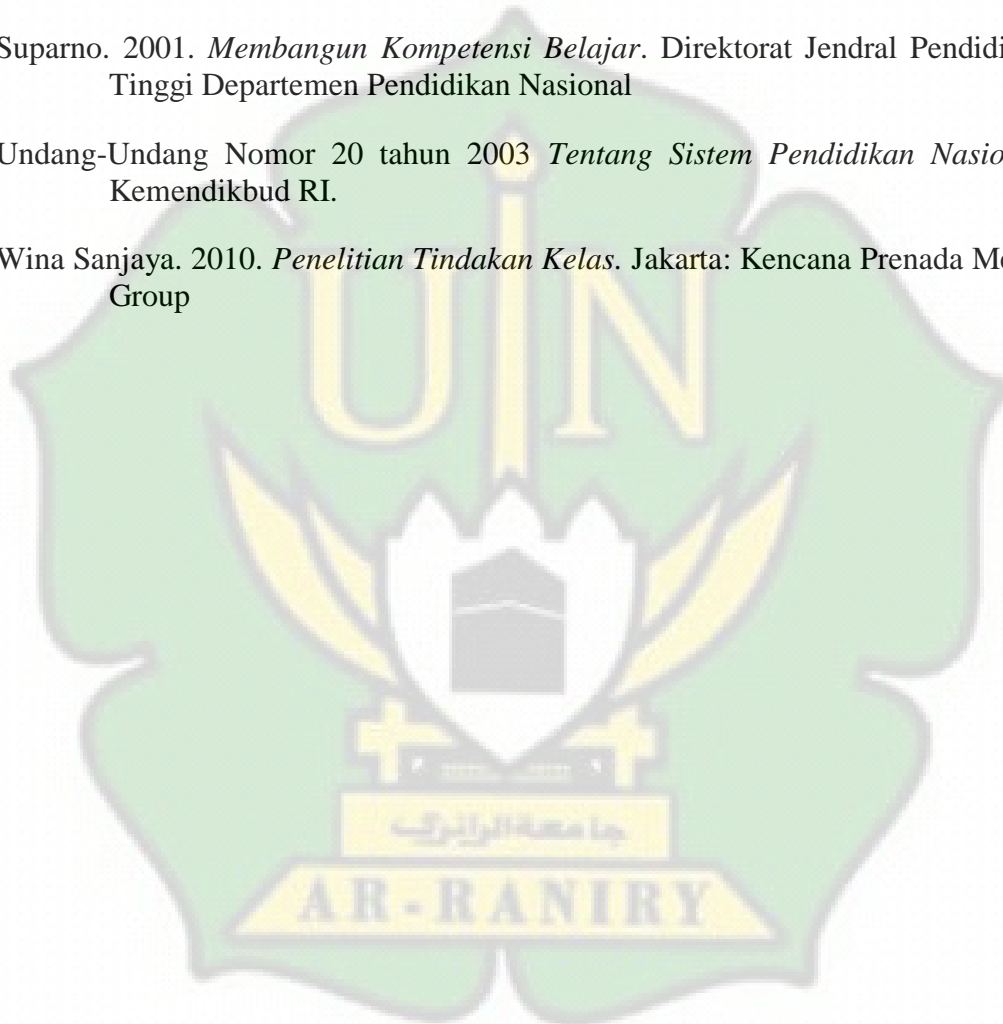 Suparno. 2001. Membangun Kompetensi Belajar. Direktorat Jendral Pendidi
Tinggi Departemen Pendidikan Nasional
Undang-Undang Nomor 20 tahun 2003 Tentang Sistem Pendidikan Nasio
Kemendikbud RI.
Wina Sanjaya. 2010. Penelitian Tindakan Kelas. Jakarta: Kencana Prenada Me
Group
UIN
جامعة الرانري
AR-RANIRY